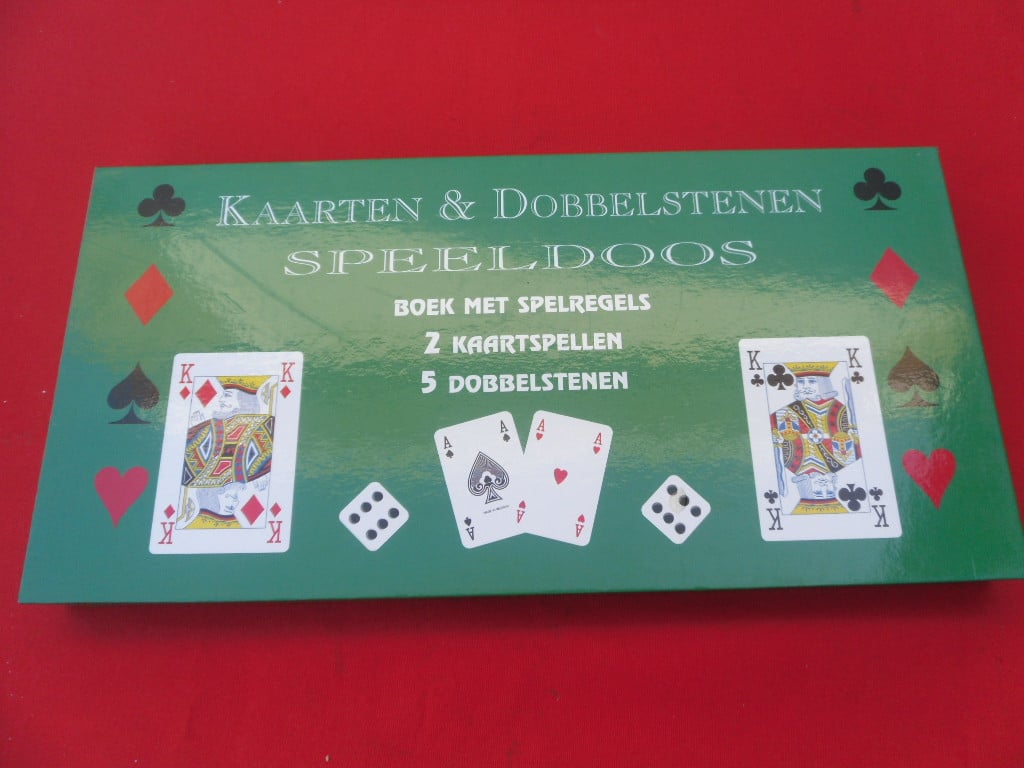 KAARTEN & DOBBELSTENEN
SPEELDOOS
BOEK MET SPELREGELS
2 KAARTSPELLEN
5 DOBBELSTENEN
K K
K K
A A
A A
A A
A A
K K
K K